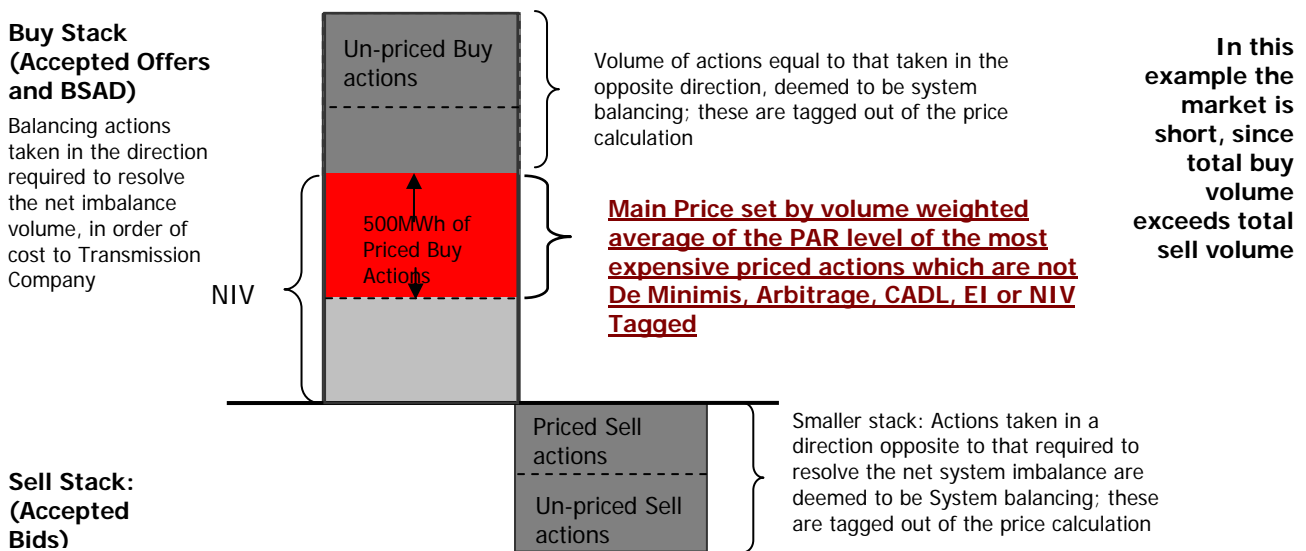 Buy Stack
(Accepted Offers
and BSAD)
Balancing actions
taken in the direction
required to resolve
the net imbalance
volume, in order of
cost to Transmission
Company
NIV
Un-priced Buy
actions
500MWh of
Priced Buy
Actions
Volume of actions equal to that taken in the
opposite direction, deemed to be system
balancing; these are tagged out of the price
calculation
Main Price set by volume weighted
average of the PAR level of the most
expensive priced actions which are not
De Minimis, Arbitrage, CADL, EI or NIV
Tagged
In this
example the
market is
short, since
total buy
volume
exceeds total
sell volume
Sell Stack:
(Accepted
Bids)
Priced Sell
actions
Un-priced Sell
actions
Smaller stack: Actions taken in a
direction opposite to that required to
resolve the net system imbalance are
deemed to be System balancing; these
are tagged out of the price calculation